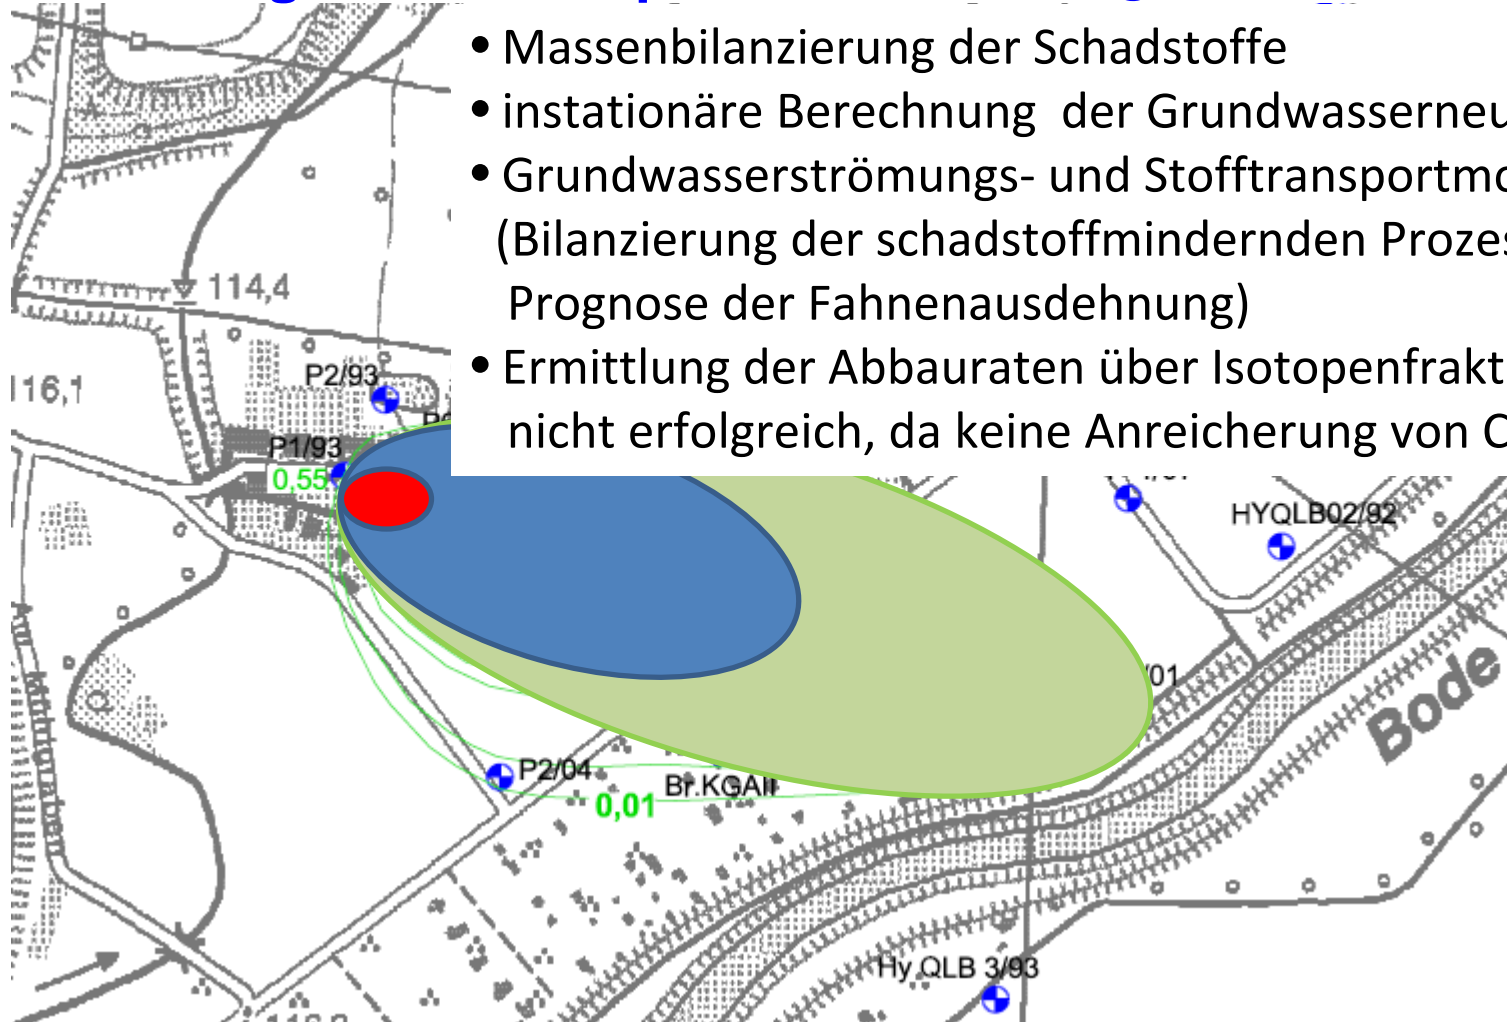 • Massenbilanzierung der Schadstoffe
• instationäre Berechnung der Grundwasserneu
• Grundwasserströmungs- und Stofftransportmo
(Bilanzierung der schadstoffmindernden Prozes
Prognose der Fahnenausdehnung)
• Ermittlung der Abbauraten über Isotopenfrakt
nicht erfolgreich, da keine Anreicherung von C
114,4
116,1
P2/93
P1/93
0,55
HYQLB02/92
/01
Bode
Mühlgraben
P2/04
Br.KGAII
0,01
Hy QLB 3/93